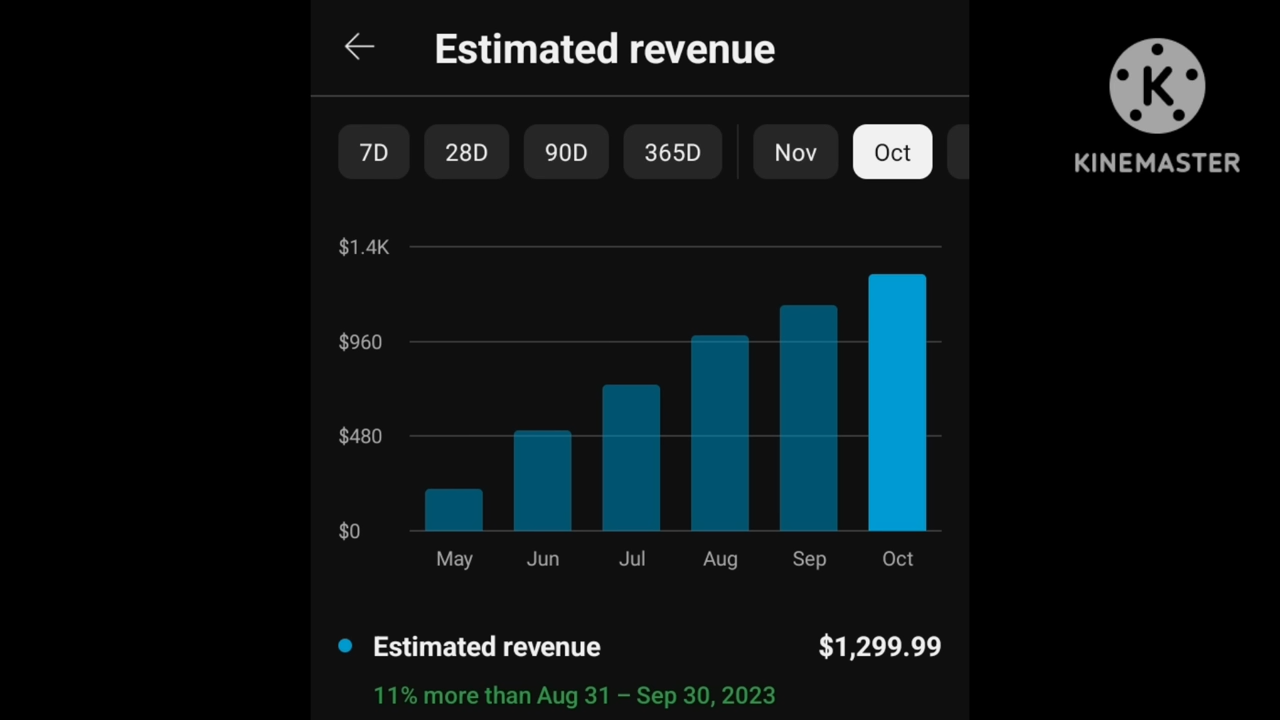 Estimated revenue
7D 28D 90D 365D Nov Oct
K
KINEMASTER
$1.4K
$960
$480
$0
May Jun Jul Aug Sep Oct
Estimated revenue $1,299.99
11% more than Aug 31 – Sep 30, 2023